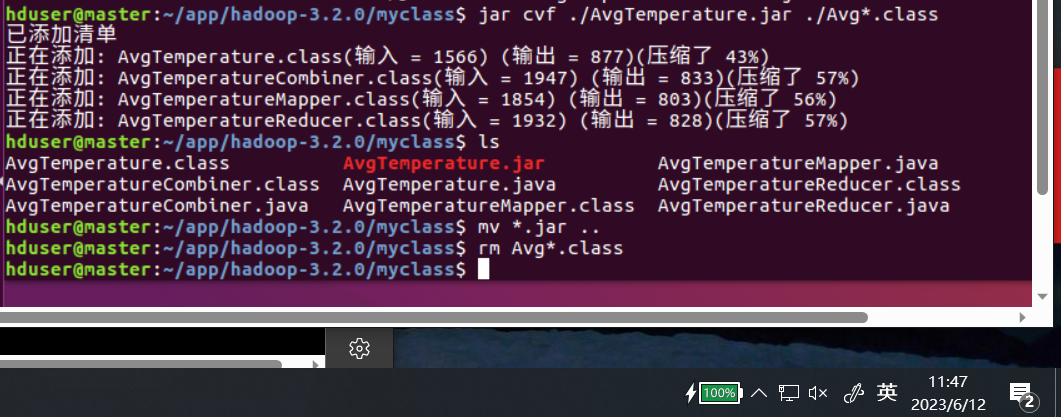 hduser@master:~/app/hadoop-3.2.0/myclass$ jar cvf ./AvgTemperature.jar ./Avg*.class
已添加清单
正在添加: AvgTemperature.class(输入 = 1566) (输出 = 877)(压缩了 43%)
正在添加: AvgTemperatureCombiner.class(输入 = 1947) (输出 = 833)(压缩了 57%)
正在添加: AvgTemperatureMapper.class(输入 = 1854) (输出 = 803)(压缩了 56%)
正在添加: AvgTemperatureReducer.class(输入 = 1932) (输出 = 828)(压缩了 57%)
hduser@master:~/app/hadoop-3.2.0/myclass$ ls
AvgTemperature.class AvgTemperature.jar AvgTemperatureMapper.java
AvgTemperatureCombiner.class AvgTemperature.java AvgTemperatureReducer.class
AvgTemperatureCombiner.java AvgTemperatureMapper.class AvgTemperatureReducer.java
hduser@master:~/app/hadoop-3.2.0/myclass$ mv *.jar ..
hduser@master:~/app/hadoop-3.2.0/myclass$ rm Avg*.class
hduser@master:~/app/hadoop-3.2.0/myclass$
100% 英 11:47
2023/6/12 2